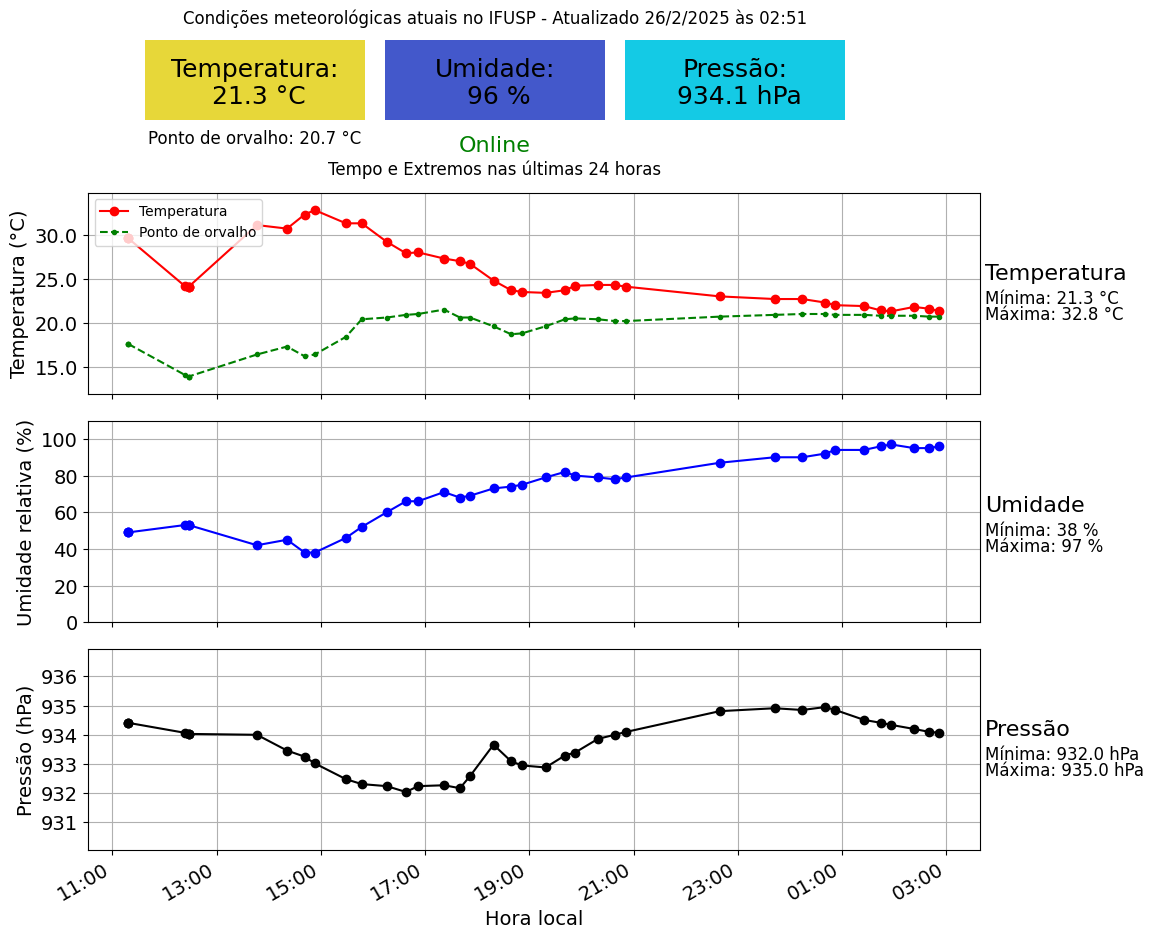 Condições meteorológicas atuais no IFUSP - Atualizado 26/2/2025 às 02:51
Temperatura:
21.3 °C
Umidade:
96 %
Pressão:
934.1 hPa
Ponto de orvalho: 20.7 °C
Online
Tempo e Extremos nas últimas 24 horas
Temperatura (°C)
30.0
25.0
20.0
15.0
Temperatura
Ponto de orvalho
Temperatura
Mínima: 21.3 °C
Máxima: 32.8 °C
Umidade relativa (%)
100
80
60
40
20
0
Umidade
Mínima: 38 %
Máxima: 97 %
Pressão (hPa)
936
935
934
933
932
931
Pressão
Mínima: 932.0 hPa
Máxima: 935.0 hPa
11:00 13:00 15:00 17:00 19:00 21:00 23:00 01:00 03:00
Hora local